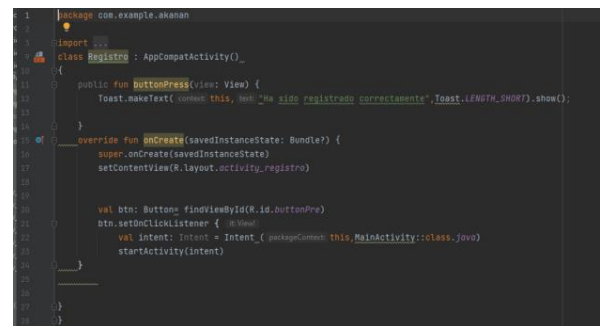 1 package com.example.akanan
2
3 import ...
9 class Registro : AppCompatActivity()
10 {
11 public fun buttonPress(view: View) {
12 Toast.makeText( context: this, text: "Ha sido registrado correctamente",Toast.LENGTH_SHORT).show();
13
14 }
15 override fun onCreate(savedInstanceState: Bundle?) {
16 super.onCreate(savedInstanceState)
17 setContentView(R.layout.activity_registro)
18
19
20 val btn: Button= findViewById(R.id.buttonPre)
21 btn.setOnClickListener { it: View!
22 val intent: Intent = Intent ( packageContext: this,MainActivity::class.java)
23 startActivity(intent)
24 }
25
26
27 }
28 }